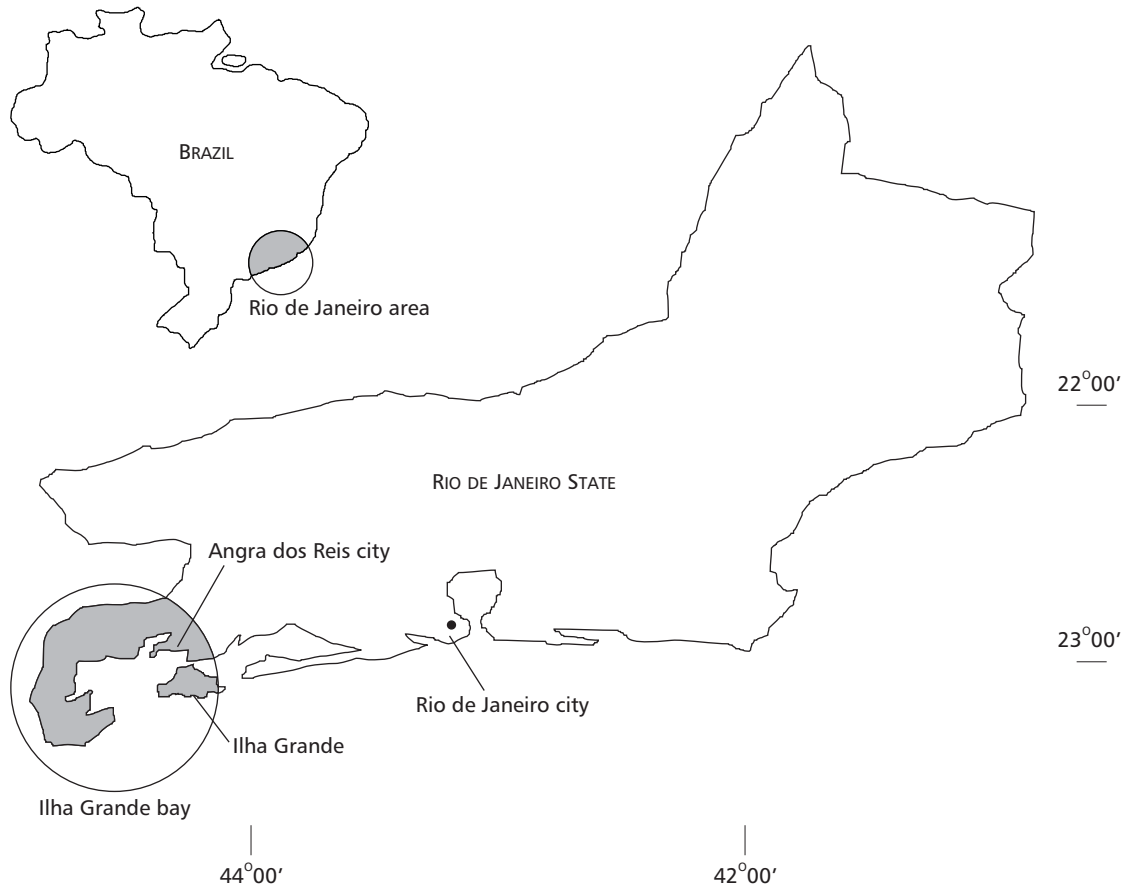 BRAZIL
Rio de Janeiro area
22°00′
RIO DE JANEIRO STATE
Angra dos Reis city
23°00′
Rio de Janeiro city
Ilha Grande
Ilha Grande bay
44°00′
42°00′